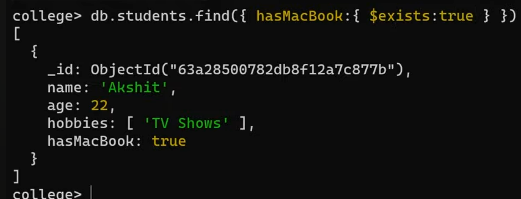 college> db.students.find({ hasMacBook:{ $exists:true } })
[
  {
    _id: ObjectId("63a28500782db8f12a7c877b"),
    name: 'Akshit',
    age: 22,
    hobbies: [ 'TV Shows' ],
    hasMacBook: true
  }
]
college>